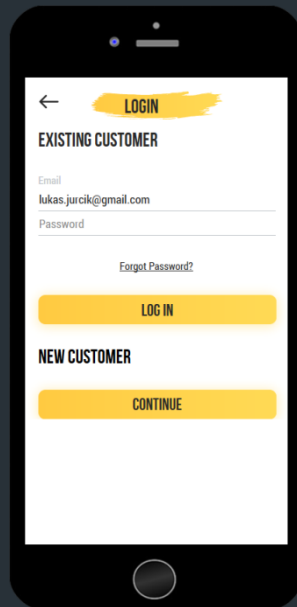 LOGIN
EXISTING CUSTOMER
Email
lukas.jurcik@gmail.com
Password
Forgot Password?
LOG IN
NEW CUSTOMER
CONTINUE